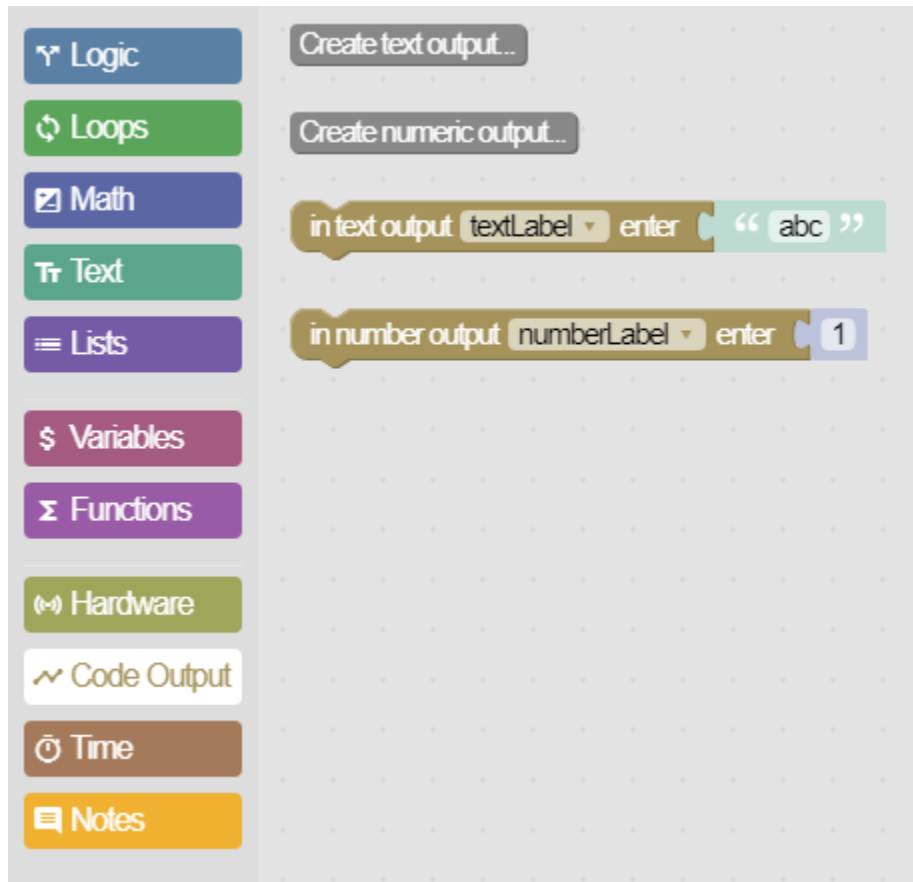 Logic
Loops
Math
Tr Text
Lists
$ Variables
Σ Functions
Hardware
Code Output
Time
Notes
Create text output...
Create numeric output...
in text output textLabel enter “ abc ”
in number output numberLabel enter 1